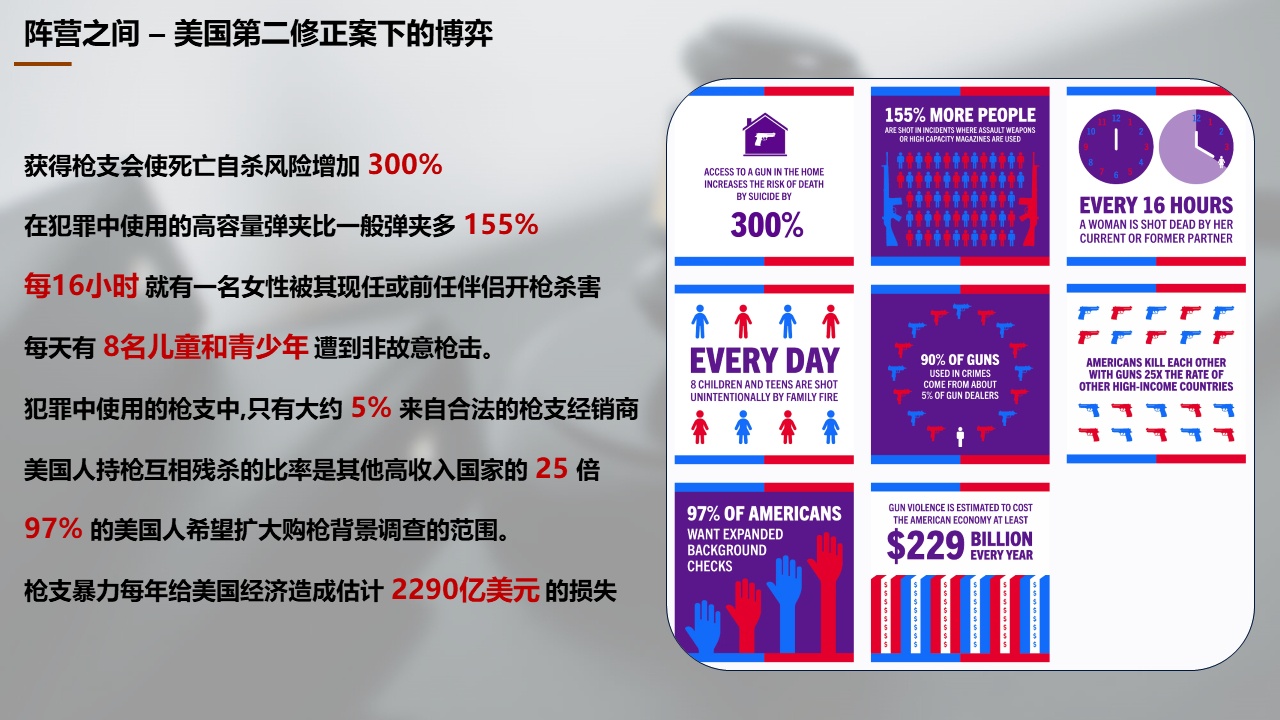 阵营之间 – 美国第二修正案下的博弈
获得枪支会使死亡自杀风险增加 300%
在犯罪中使用的高容量弹夹比一般弹夹多 155%
每16小时 就有一名女性被其现任或前任伴侣开枪杀害
每天有 8名儿童和青少年 遭到非故意枪击。
犯罪中使用的枪支中,只有大约 5% 来自合法的枪支经销商
美国人持枪互相残杀的比率是其他高收入国家的 25 倍
97% 的美国人希望扩大购枪背景调查的范围。
枪支暴力每年给美国经济造成估计 2290亿美元 的损失
ACCESS TO A GUN IN THE HOME
INCREASES THE RISK OF DEATH
BY SUICIDE BY
300%
155% MORE PEOPLE
ARE SHOT IN INCIDENTS WHERE ASSAULT WEAPONS
OR HIGH CAPACITY MAGAZINES ARE USED
EVERY 16 HOURS
A WOMAN IS SHOT DEAD BY HER
CURRENT OR FORMER PARTNER
EVERY DAY
8 CHILDREN AND TEENS ARE SHOT
UNINTENTIONALLY BY FAMILY FIRE
90% OF GUNS
USED IN CRIMES
COME FROM ABOUT
5% OF GUN DEALERS
AMERICANS KILL EACH OTHER
WITH GUNS 25X THE RATE OF
OTHER HIGH-INCOME COUNTRIES
97% OF AMERICANS
WANT EXPANDED
BACKGROUND
CHECKS
GUN VIOLENCE IS ESTIMATED TO COST
THE AMERICAN ECONOMY AT LEAST
$229 BILLION
EVERY YEAR